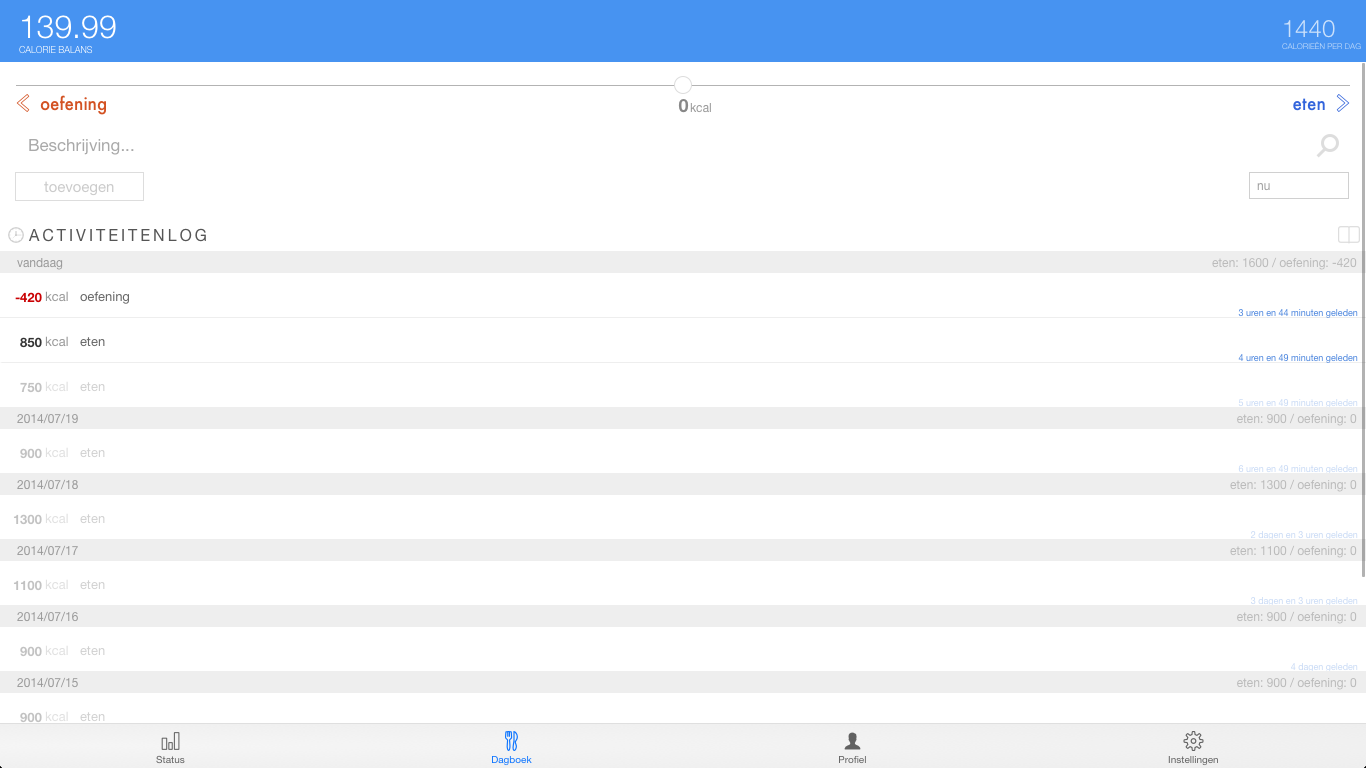 139.99
CALORIE BALANS
1440
CALORIEËN PER DAG
oefening
0 kcal
eten
Beschrijving...
toevoegen
nu
ACTIVITEITENLOG
vandaag eten: 1600 / oefening: -420
-420 kcal oefening
3 uren en 44 minuten geleden
850 kcal eten
4 uren en 49 minuten geleden
750 kcal eten
5 uren en 49 minuten geleden
2014/07/19 eten: 900 / oefening: 0
900 kcal eten
6 uren en 49 minuten geleden
2014/07/18 eten: 1300 / oefening: 0
1300 kcal eten
2 dagen en 3 uren geleden
2014/07/17 eten: 1100 / oefening: 0
1100 kcal eten
3 dagen en 3 uren geleden
2014/07/16 eten: 900 / oefening: 0
900 kcal eten
4 dagen geleden
2014/07/15 eten: 900 / oefening: 0
900 kcal eten
Status Dagboek Profiel Instellingen